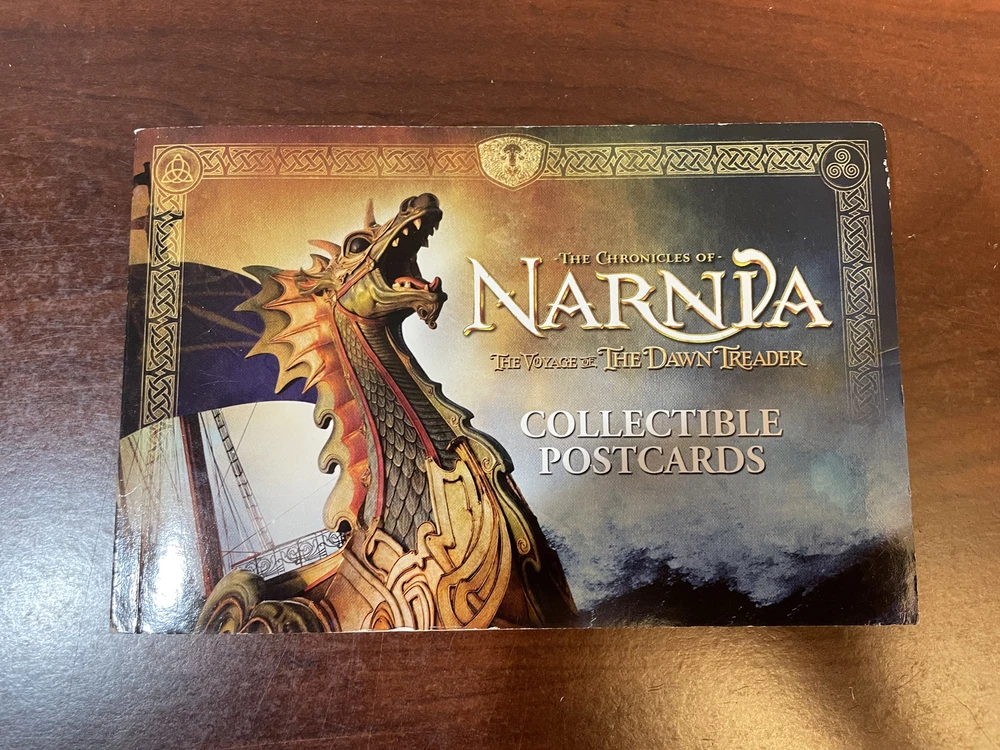 THE CHRONICLES OF
NARNIA
THE VOYAGE OF THE DAWN TREADER
COLLECTIBLE
POSTCARDS